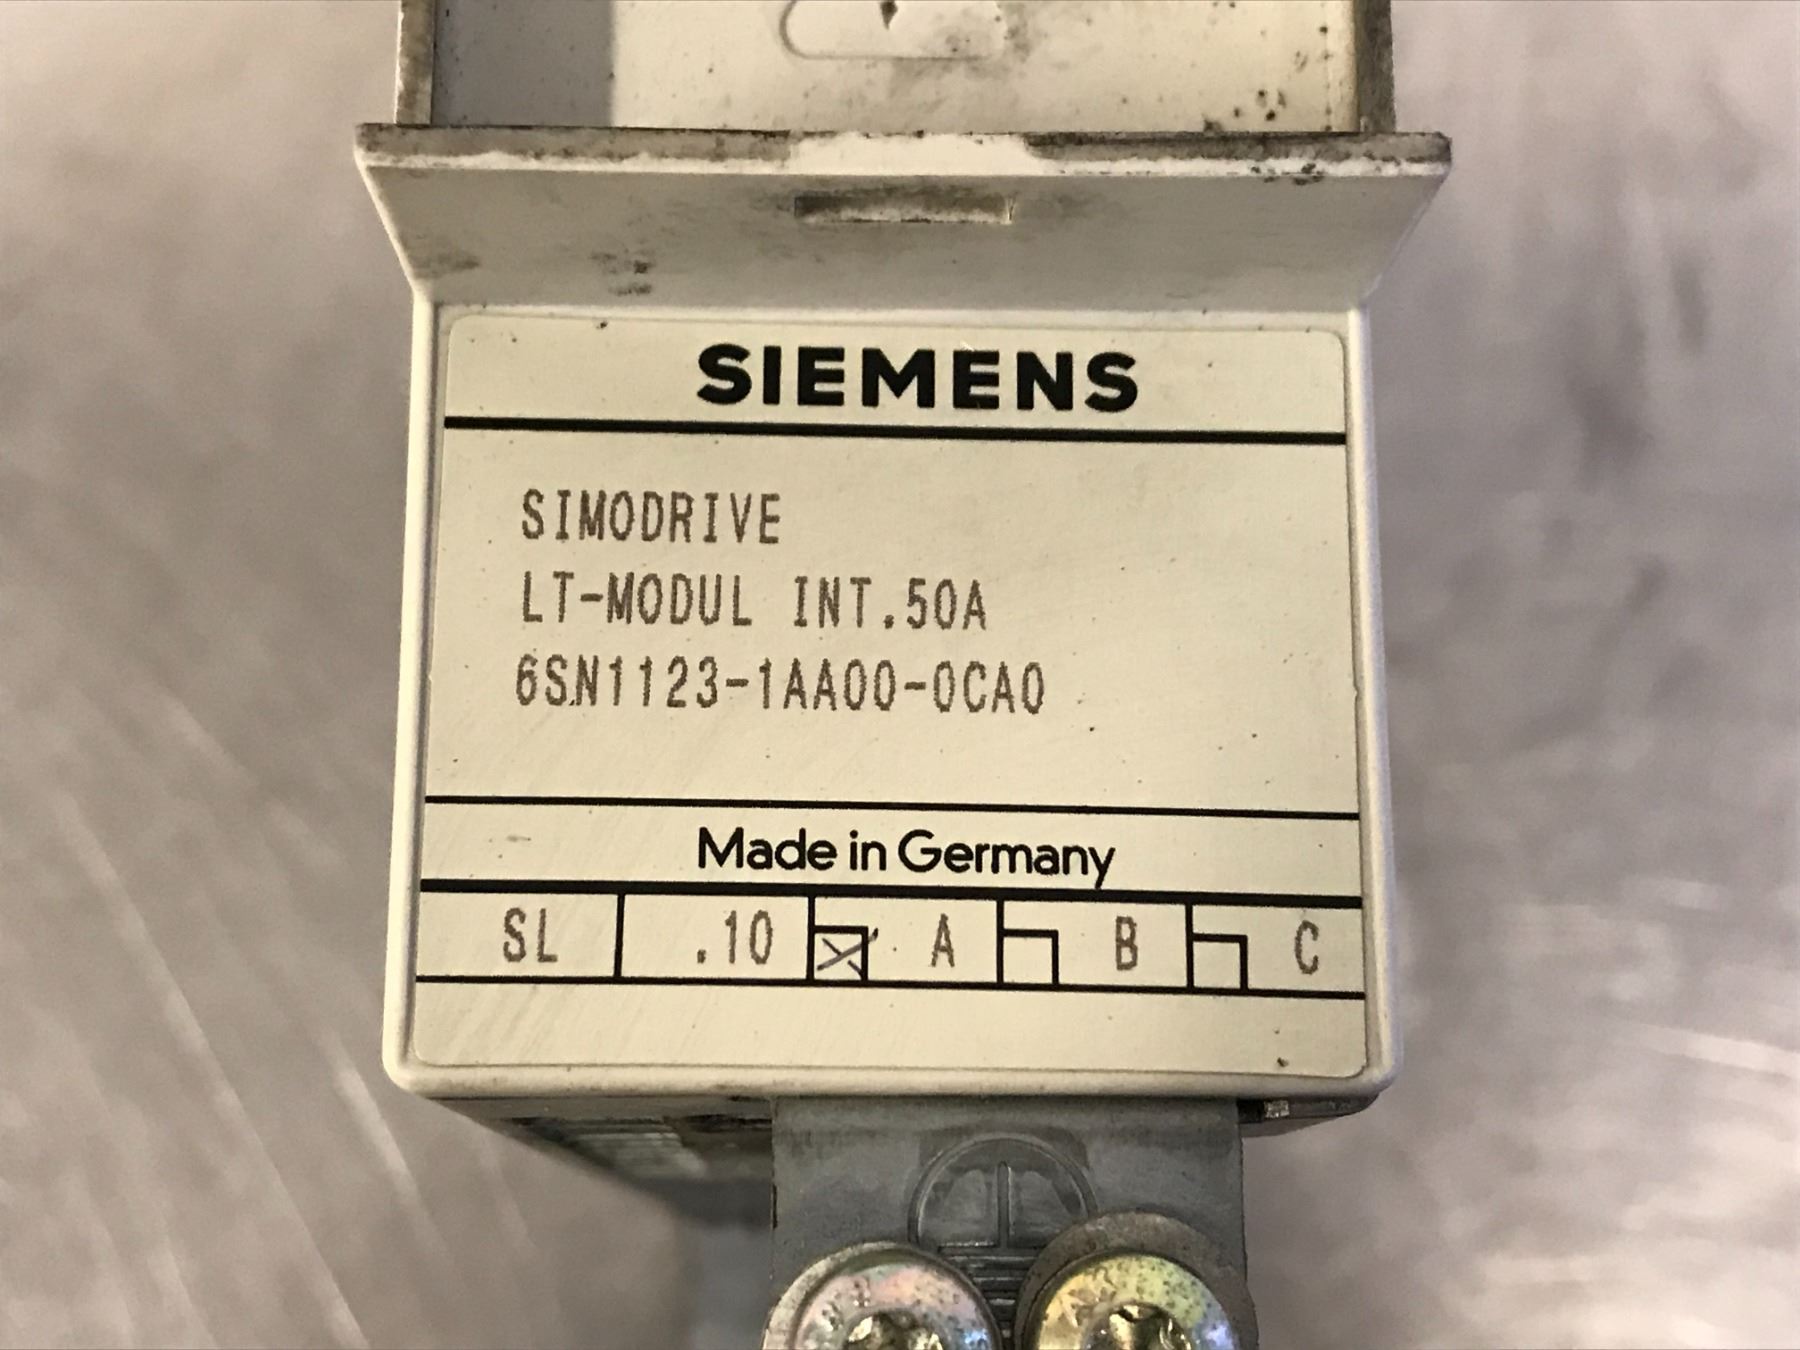 SIEMENS
SIMODRIVE
LT-MODUL INT.50A
6SN1123-1AA00-0CA0
Made in Germany
SL .10 A B C